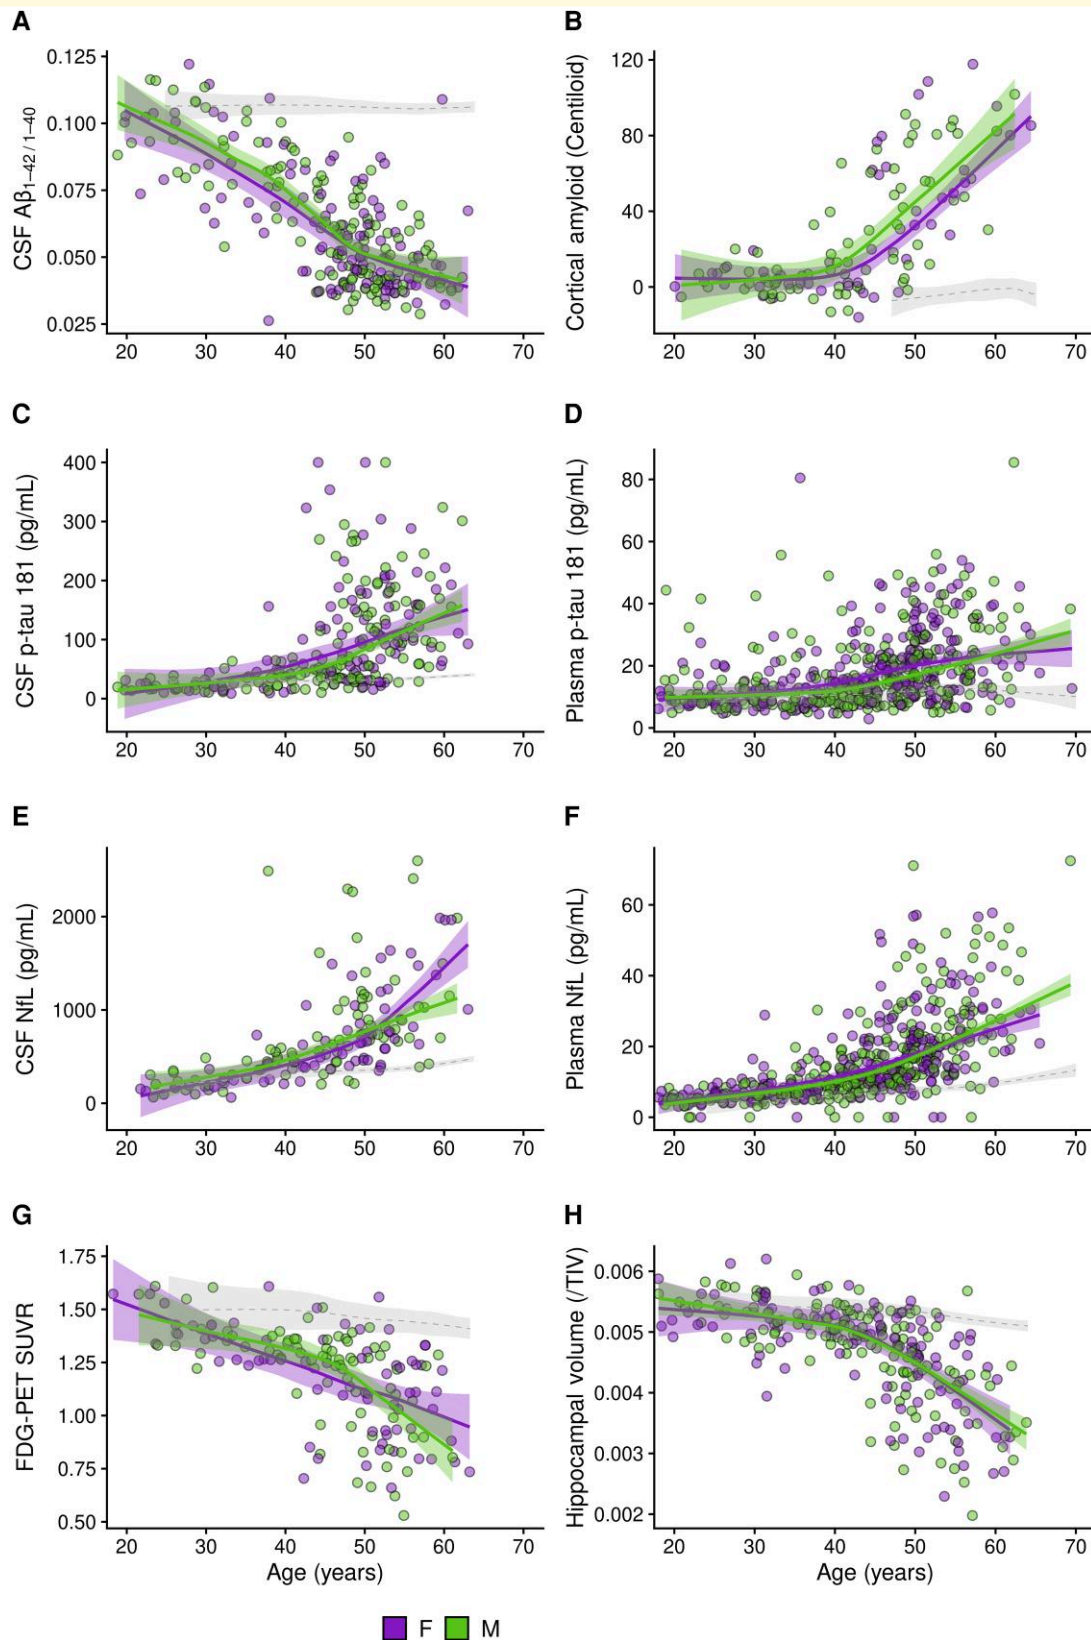 A
B
CSF Aβ1–42 / 1–40
0.125
0.100
0.075
0.050
0.025
20 30 40 50 60 70
Cortical amyloid (Centiloid)
120
80
40
0
20 30 40 50 60 70
C
D
CSF p-tau 181 (pg/mL)
400
300
200
100
0
20 30 40 50 60 70
Plasma p-tau 181 (pg/mL)
80
60
40
20
0
20 30 40 50 60 70
E
F
CSF NfL (pg/mL)
2000
1000
0
20 30 40 50 60 70
Plasma NfL (pg/mL)
60
40
20
0
20 30 40 50 60 70
G
H
FDG-PET SUVR
1.75
1.50
1.25
1.00
0.75
0.50
20 30 40 50 60 70
Age (years)
Hippocampal volume (/TIV)
0.006
0.005
0.004
0.003
0.002
20 30 40 50 60 70
Age (years)
F M